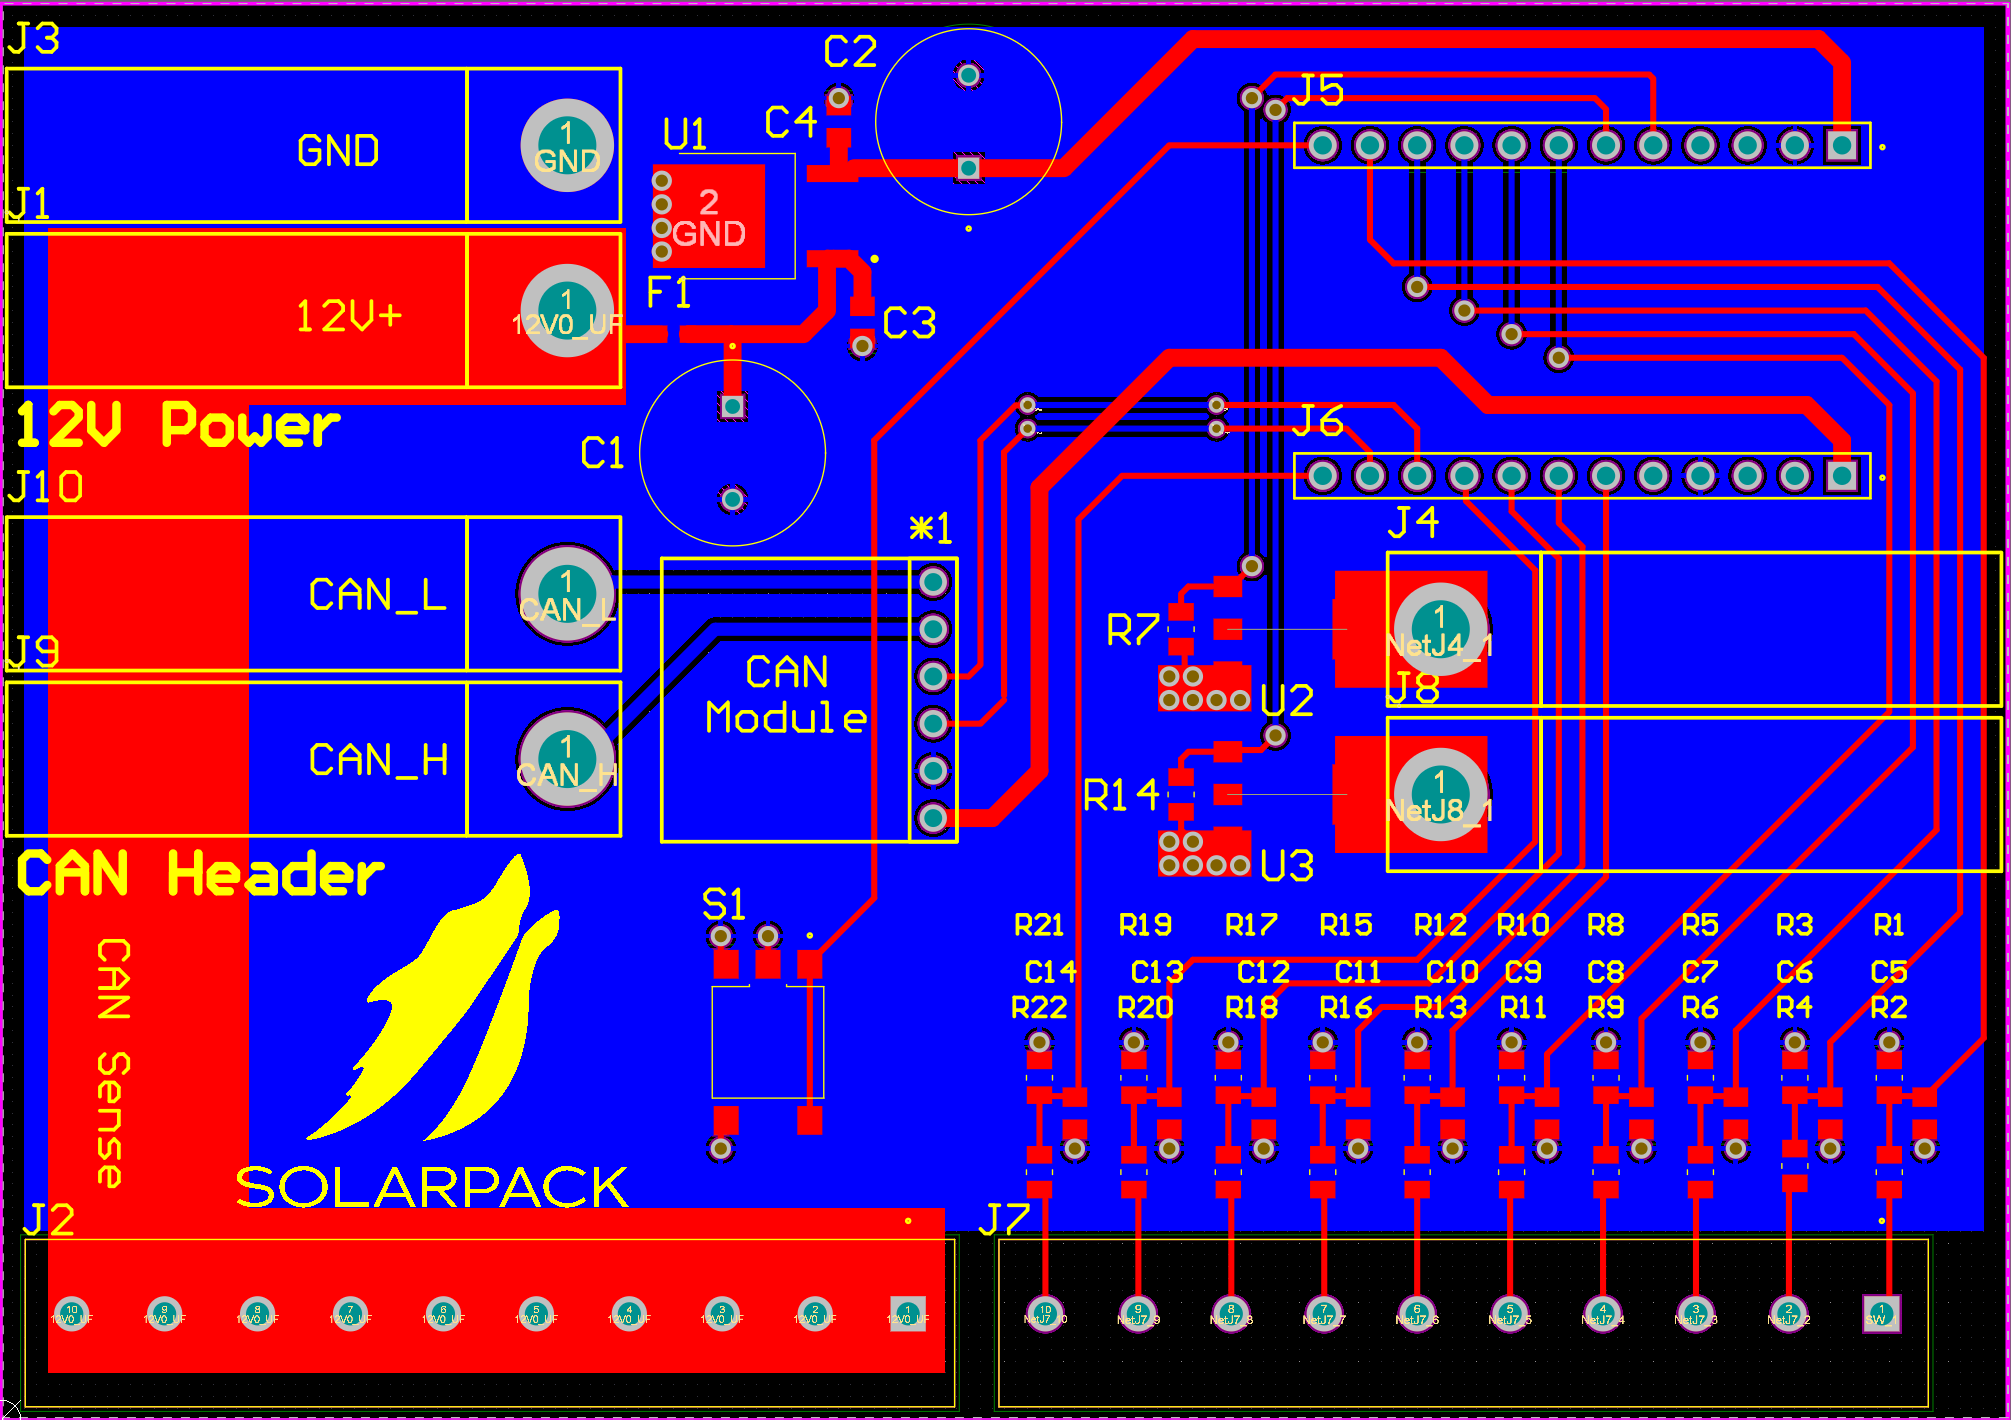 J3
C2
C4
U1
J5
GND
1
GND
2
GND
J1
F1
C3
12V+
1
12V0_UF
12V Power
C1
J6
J10
*1
J4
CAN_L
1
CAN_L
R7
1
NetJ4_1
J9
CAN
Module
U2
J8
CAN_H
1
CAN_H
R14
1
NetJ8_1
U3
CAN Header
S1
R21 R19 R17 R15 R12 R10 R8 R5 R3 R1
C14 C13 C12 C11 C10 C9 C8 C7 C6 C5
R22 R20 R18 R16 R13 R11 R9 R6 R4 R2
CAN Sense
SOLARPACK
J2
J7
10 9 8 7 6 5 4 3 2 1
12V0_UF 12V0_UF 12V0_UF 12V0_UF 12V0_UF 12V0_UF 12V0_UF 12V0_UF 12V0_UF 12V0_UF
10 9 8 7 6 5 4 3 2 1
NetJ7_10 NetJ7_9 NetJ7_8 NetJ7_7 NetJ7_6 NetJ7_5 NetJ7_4 NetJ7_3 NetJ7_2 SW_1